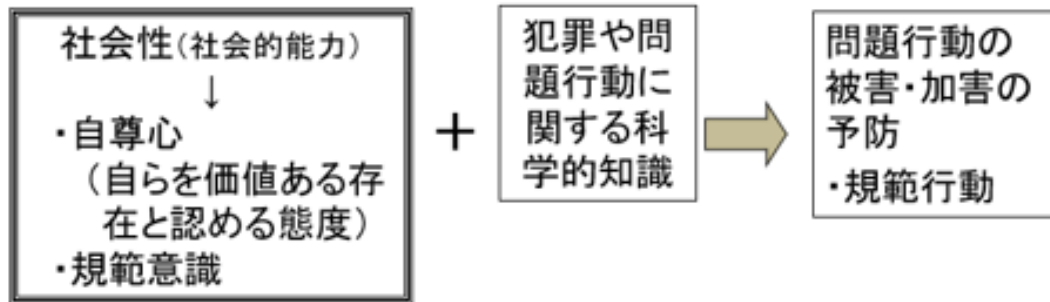 社会性(社会的能力)
↓
・自尊心
（自らを価値ある存
在と認める態度）
・規範意識
＋
犯罪や問
題行動に
関する科
学的知識
問題行動の
被害・加害の
予防
・規範行動